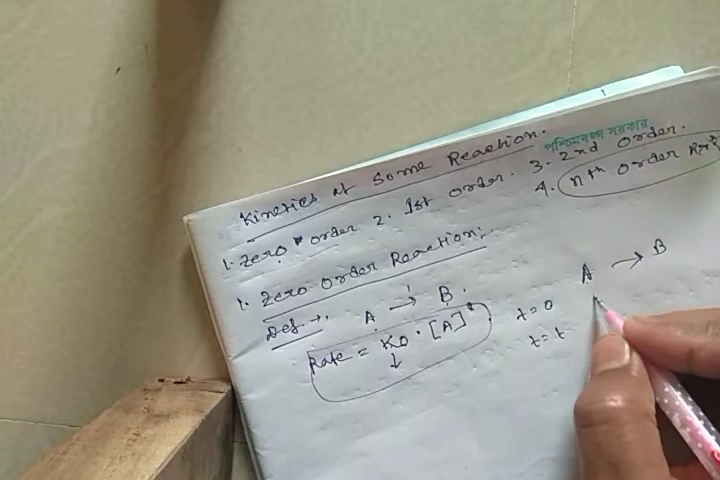 Kinetics of Some Reaction.
পশ্চিমবঙ্গ সরকার
1. Zero order 2. 1st order. 3. 2nd order.
4. nth order Rxn
1. Zero Order Reaction:
Def → A → B.
Rate = K0 · [A]
↓
A → B
t=0
t=t